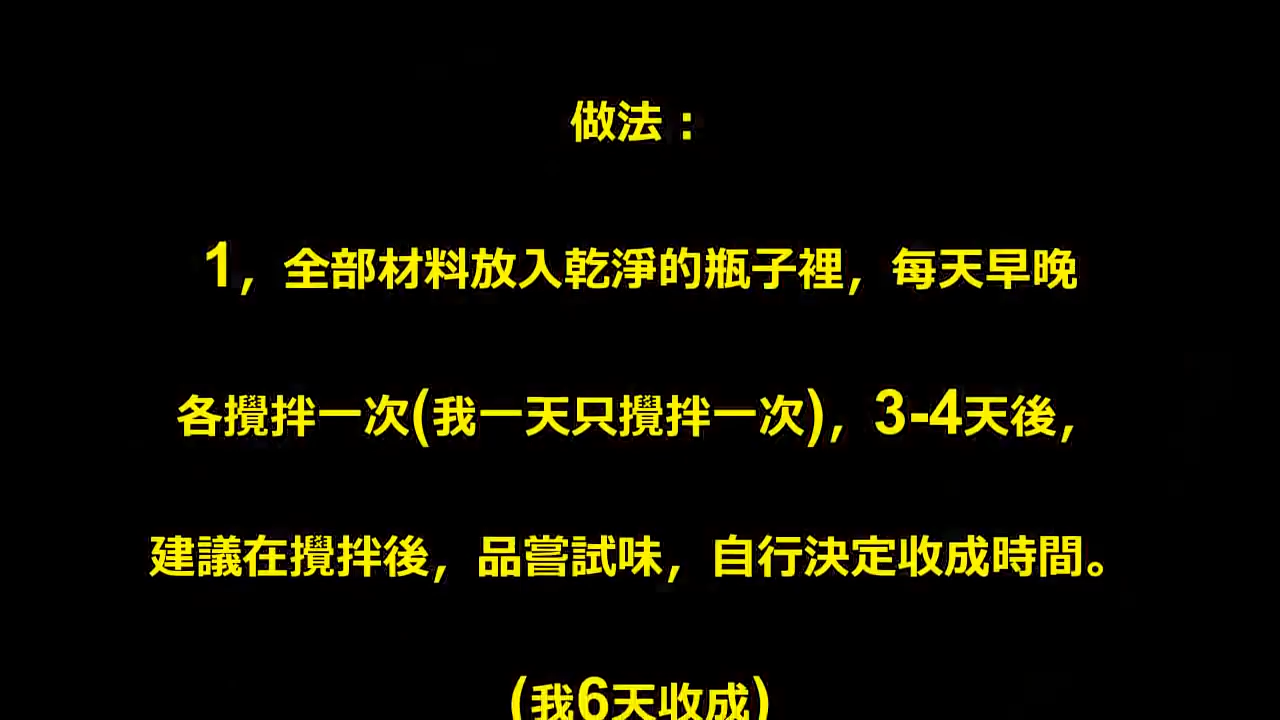 做法：
1，全部材料放入乾淨的瓶子裡，每天早晚
各攪拌一次(我一天只攪拌一次)，3-4天後，
建議在攪拌後，品嘗試味，自行決定收成時間。
(我6天收成)